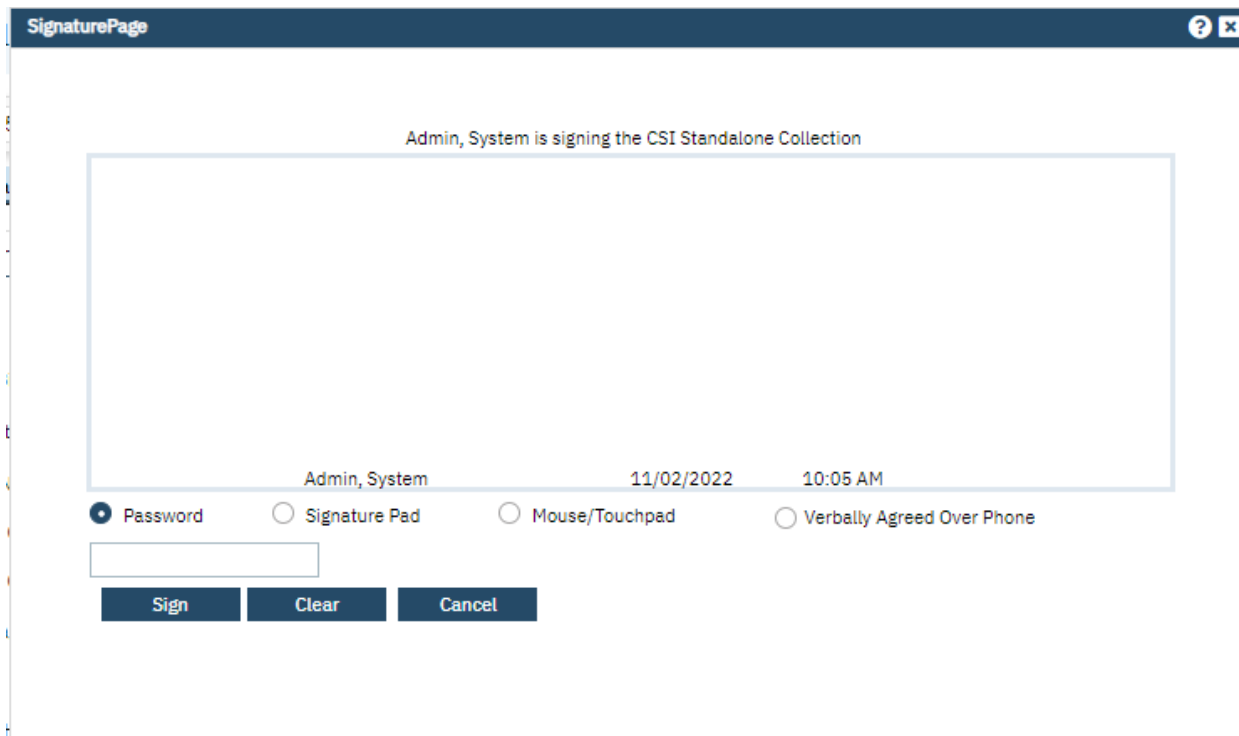 SignaturePage
Admin, System is signing the CSI Standalone Collection
Admin, System 11/02/2022 10:05 AM
Password Signature Pad Mouse/Touchpad Verbally Agreed Over Phone
Sign Clear Cancel